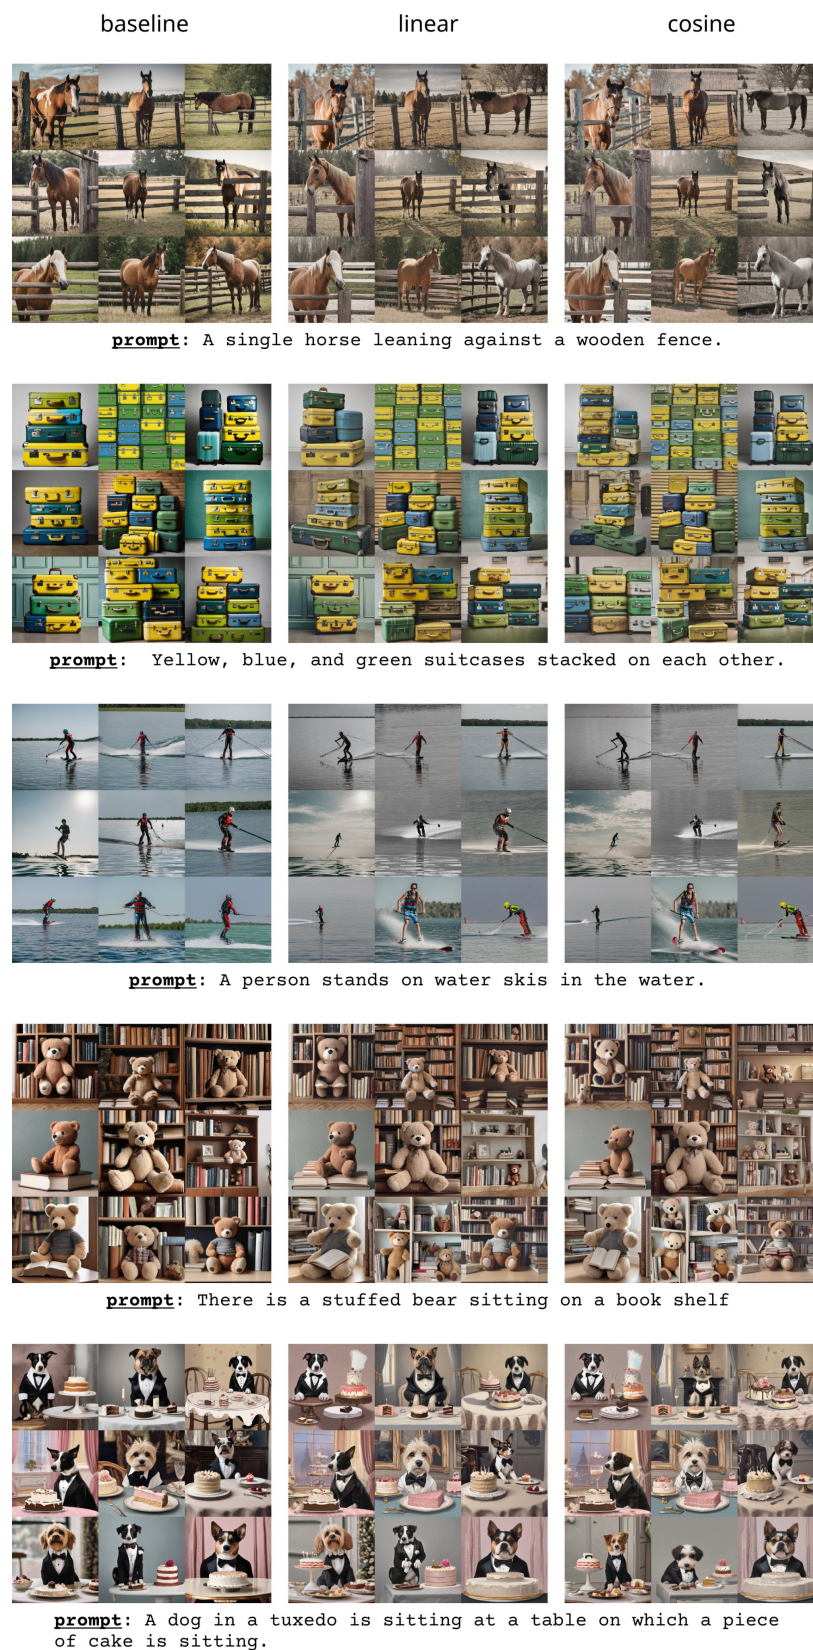 baseline linear cosine
prompt: A single horse leaning against a wooden fence.
prompt: Yellow, blue, and green suitcases stacked on each other.
prompt: A person stands on water skis in the water.
prompt: There is a stuffed bear sitting on a book shelf
prompt: A dog in a tuxedo is sitting at a table on which a piece
of cake is sitting.